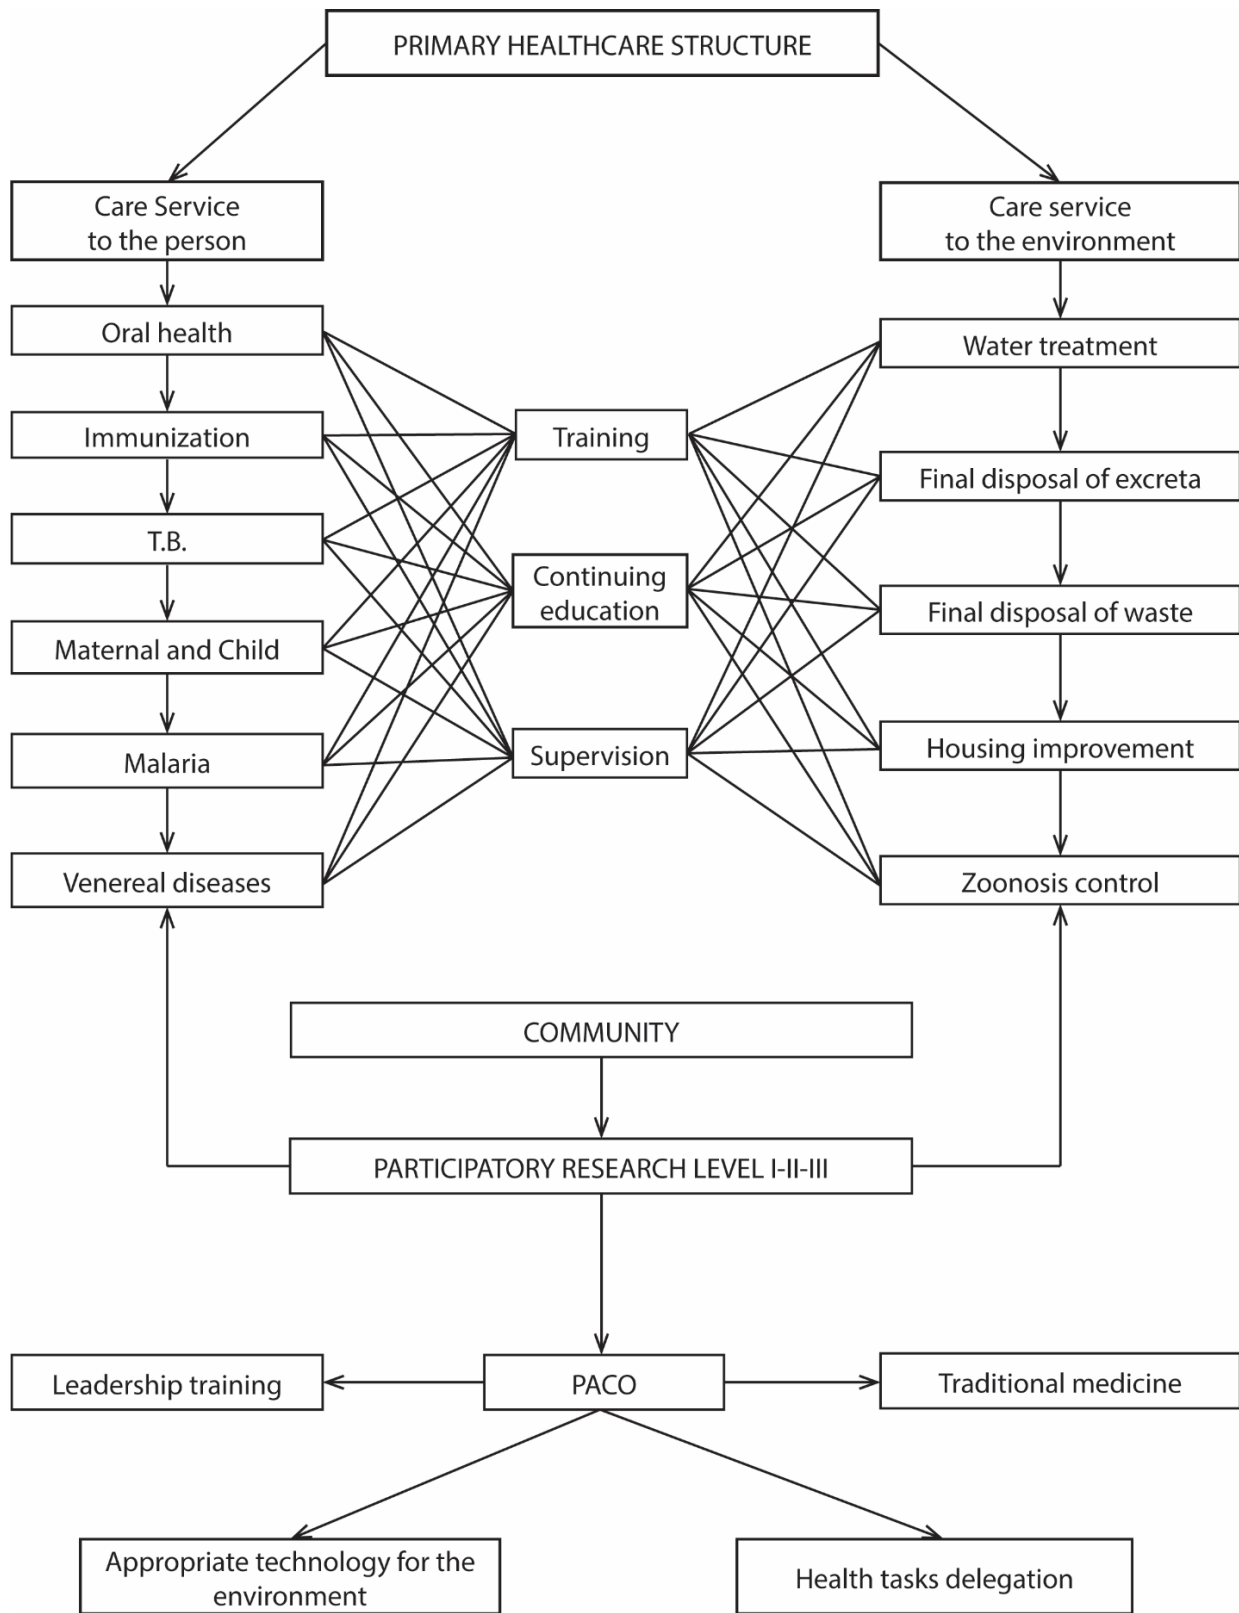 PRIMARY HEALTHCARE STRUCTURE
Care Service
to the person
Care service
to the environment
Oral health
Water treatment
Immunization
Training
Final disposal of excreta
T.B.
Continuing
education
Final disposal of waste
Maternal and Child
Housing improvement
Malaria
Supervision
Venereal diseases
Zoonosis control
COMMUNITY
PARTICIPATORY RESEARCH LEVEL I-II-III
Leadership training
PACO
Traditional medicine
Appropriate technology for the
environment
Health tasks delegation